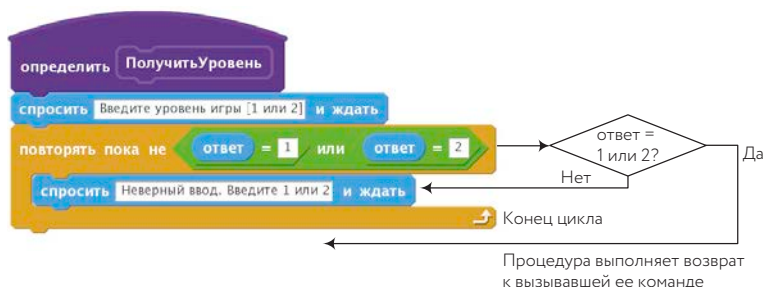 определить ПолучитьУровень
спросить Введите уровень игры [1 или 2] и ждать
повторять пока не ответ = 1 или ответ = 2
спросить Неверный ввод. Введите 1 или 2 и ждать
ответ =
1 или 2?
Да
Нет
Конец цикла
Процедура выполняет возврат
к вызывавшей ее команде